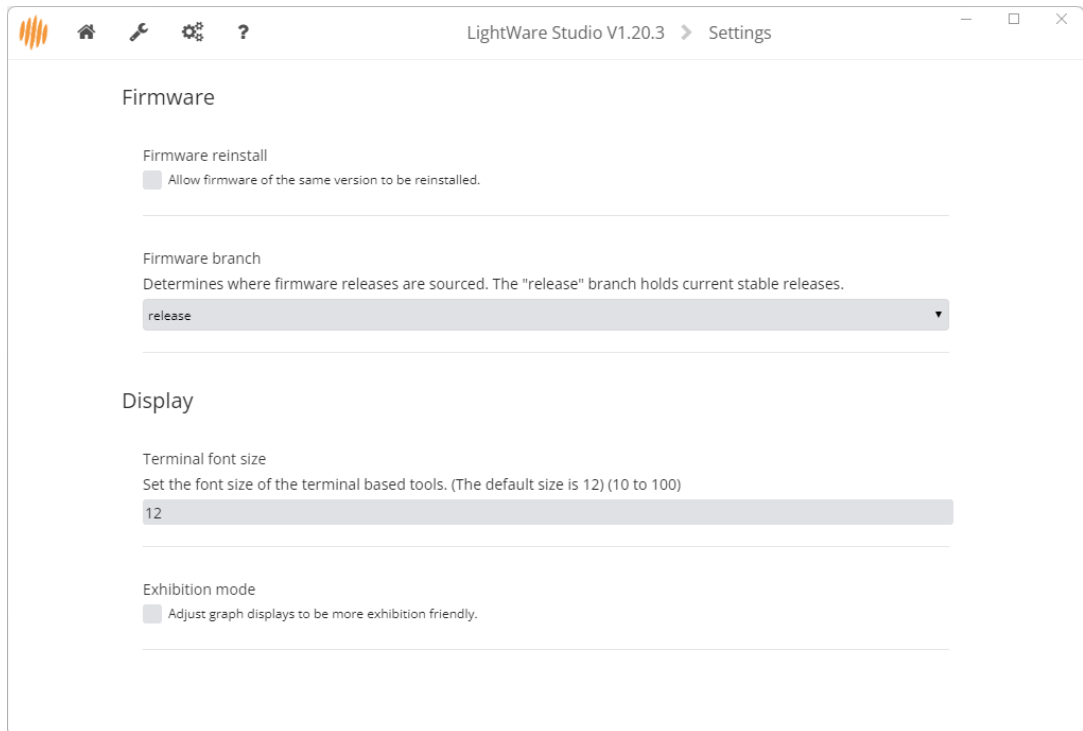 LightWare Studio V1.20.3 Settings
Firmware
Firmware reinstall
Allow firmware of the same version to be reinstalled.
Firmware branch
Determines where firmware releases are sourced. The "release" branch holds current stable releases.
release
Display
Terminal font size
Set the font size of the terminal based tools. (The default size is 12) (10 to 100)
12
Exhibition mode
Adjust graph displays to be more exhibition friendly.